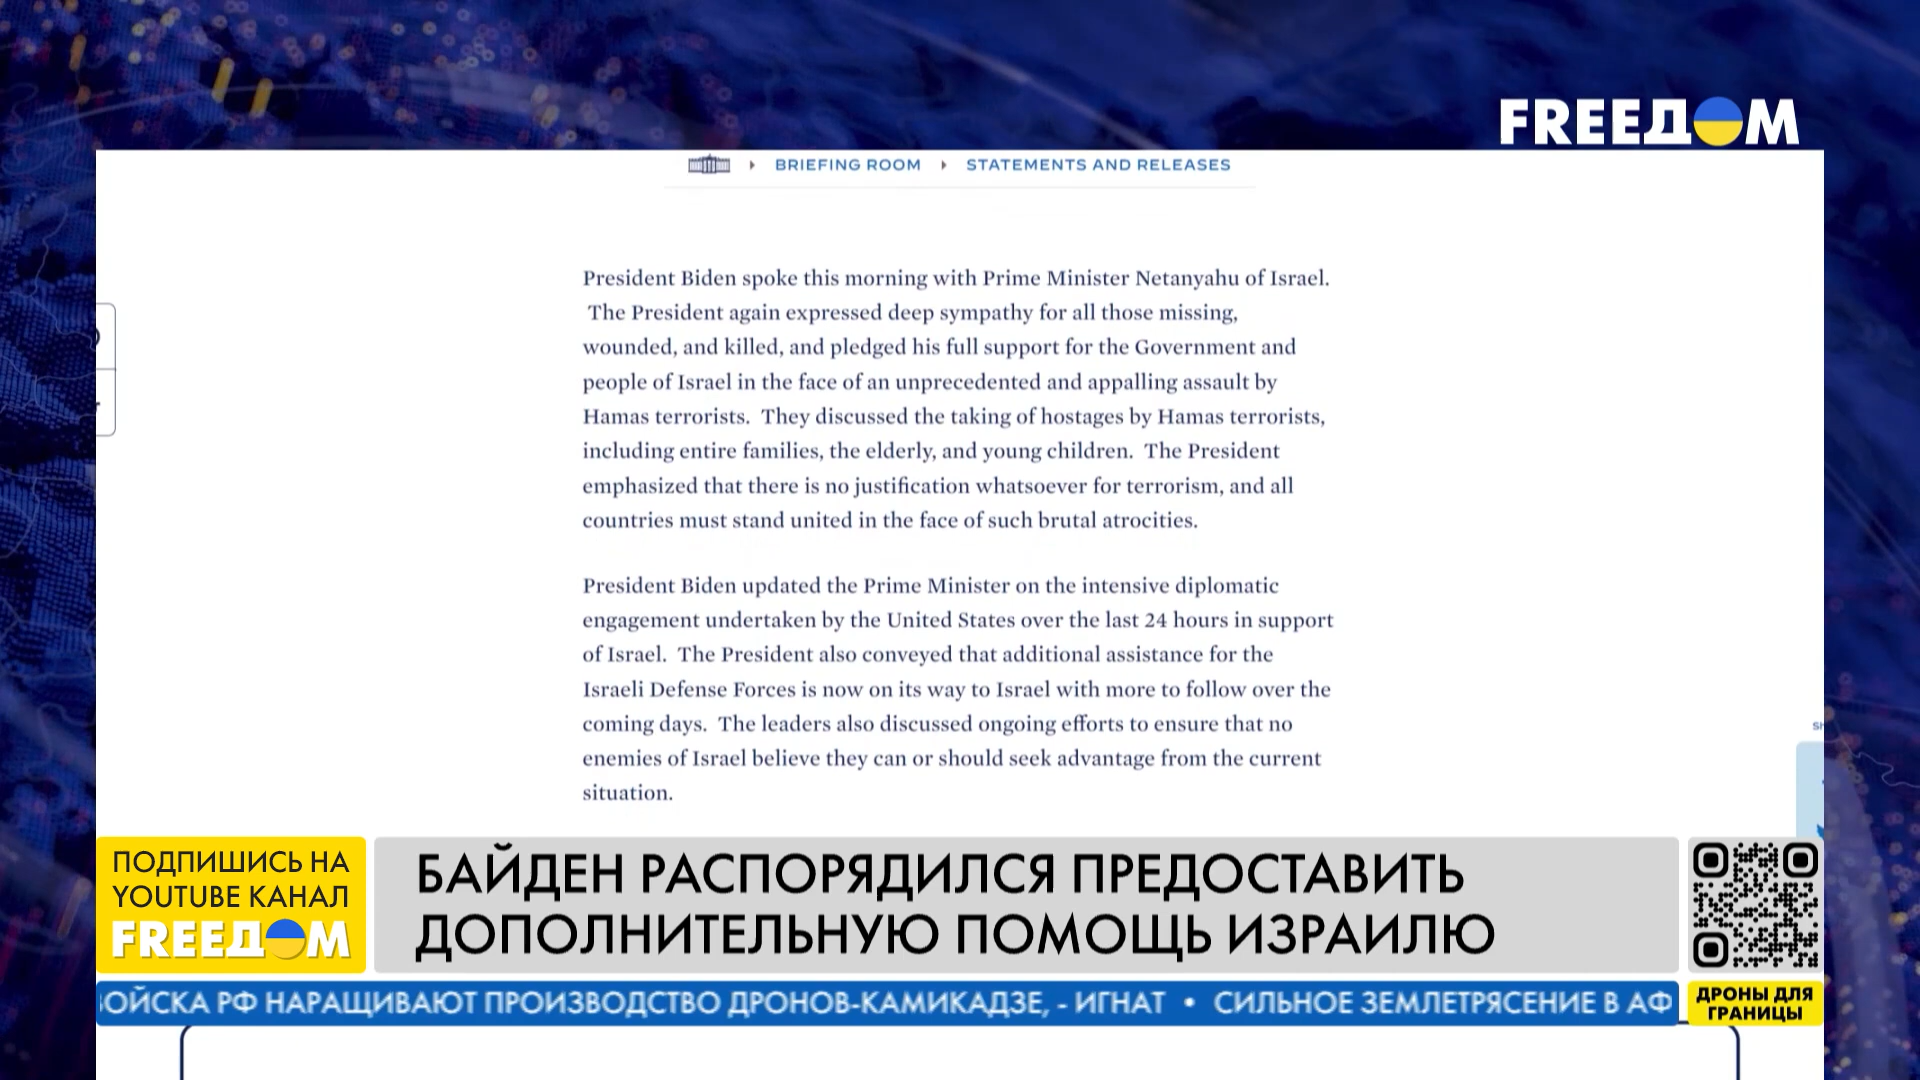 FREEДOM
BRIEFING ROOM STATEMENTS AND RELEASES
President Biden spoke this morning with Prime Minister Netanyahu of Israel.
The President again expressed deep sympathy for all those missing,
wounded, and killed, and pledged his full support for the Government and
people of Israel in the face of an unprecedented and appalling assault by
Hamas terrorists. They discussed the taking of hostages by Hamas terrorists,
including entire families, the elderly, and young children. The President
emphasized that there is no justification whatsoever for terrorism, and all
countries must stand united in the face of such brutal atrocities.
President Biden updated the Prime Minister on the intensive diplomatic
engagement undertaken by the United States over the last 24 hours in support
of Israel. The President also conveyed that additional assistance for the
Israeli Defense Forces is now on its way to Israel with more to follow over the
coming days. The leaders also discussed ongoing efforts to ensure that no
enemies of Israel believe they can or should seek advantage from the current
situation.
ПОДПИШИСЬ НА
YOUTUBE КАНАЛ
FREEДOM
БАЙДЕН РАСПОРЯДИЛСЯ ПРЕДОСТАВИТЬ
ДОПОЛНИТЕЛЬНУЮ ПОМОЩЬ ИЗРАИЛЮ
ВОЙСКА РФ НАРАЩИВАЮТ ПРОИЗВОДСТВО ДРОНОВ-КАМИКАДЗЕ, - ИГНАТ • СИЛЬНОЕ ЗЕМЛЕТРЯСЕНИЕ В АФ
ДРОНЫ ДЛЯ
ГРАНИЦЫ